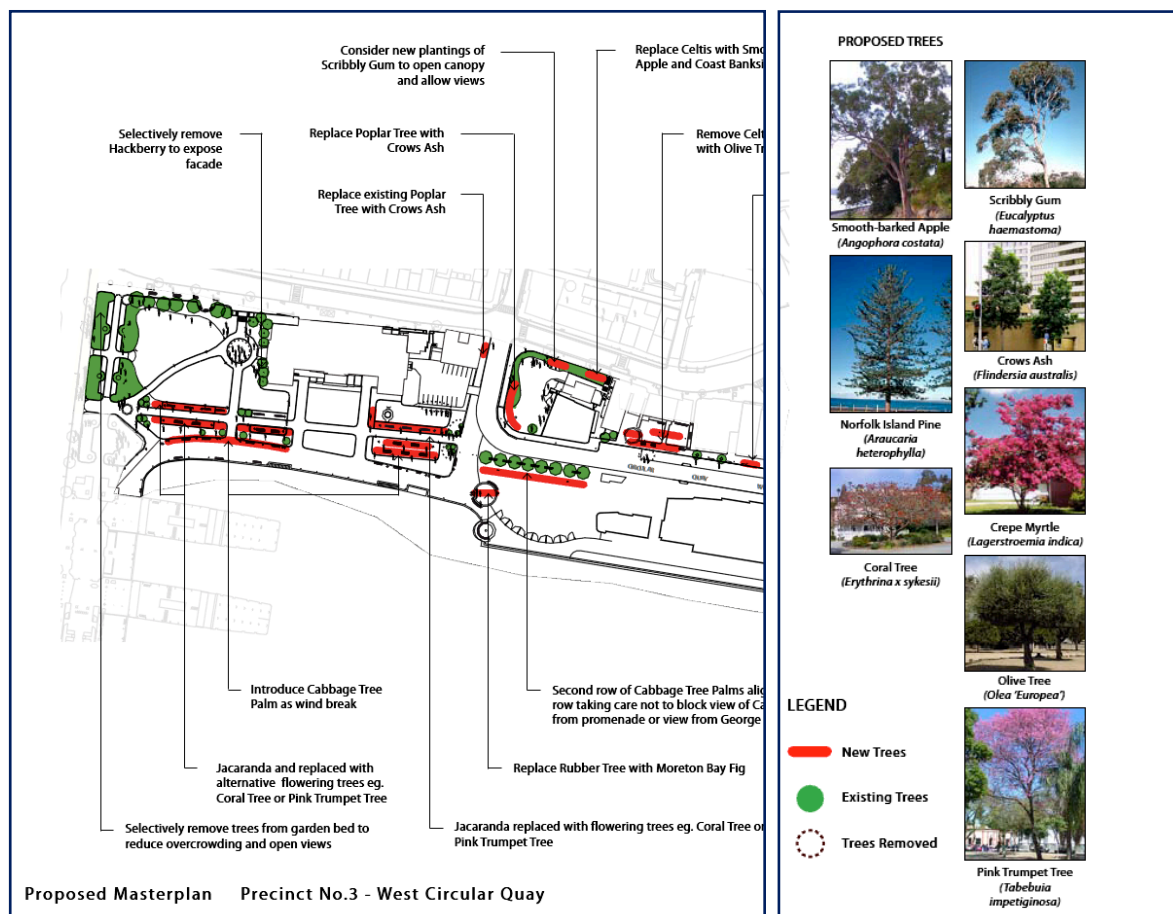 Consider new plantings of
Scribbly Gum to open canopy
and allow views
Replace Celtis with Smo
Apple and Coast Banksi
Selectively remove
Hackberry to expose
facade
Replace Poplar Tree with
Crows Ash
Remove Celt
with Olive Tr
Replace existing Poplar
Tree with Crows Ash
CIRCULAR
QUAY
Introduce Cabbage Tree
Palm as wind break
Second row of Cabbage Tree Palms alig
row taking care not to block view of Ca
from promenade or view from George
Jacaranda and replaced with
alternative flowering trees eg.
Coral Tree or Pink Trumpet Tree
Replace Rubber Tree with Moreton Bay Fig
Selectively remove trees from garden bed to
reduce overcrowding and open views
Jacaranda replaced with flowering trees eg. Coral Tree or
Pink Trumpet Tree
Proposed Masterplan Precinct No.3 - West Circular Quay
PROPOSED TREES
Smooth-barked Apple
(Angophora costata)
Scribbly Gum
(Eucalyptus
haemastoma)
Norfolk Island Pine
(Araucaria
heterophylla)
Crows Ash
(Flindersia australis)
Coral Tree
(Erythrina x sykesii)
Crepe Myrtle
(Lagerstroemia indica)
Olive Tree
(Olea 'Europea')
Pink Trumpet Tree
(Tabebuia
impetiginosa)
LEGEND
New Trees
Existing Trees
Trees Removed